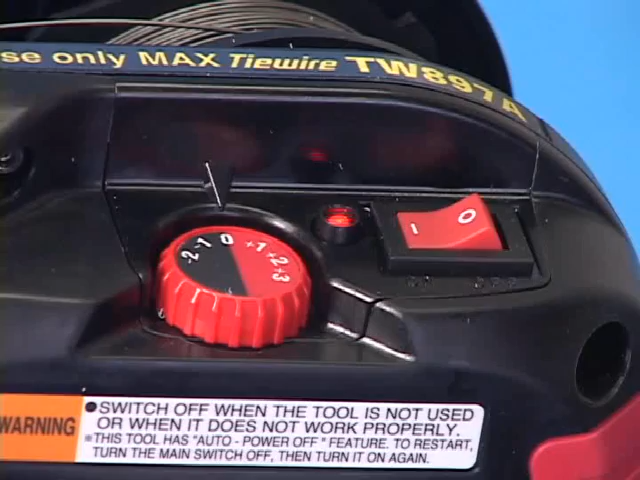 se only MAX Tiewire TW897A
-2 -1 0 +1 +2 +3
I O
WARNING
●SWITCH OFF WHEN THE TOOL IS NOT USED
OR WHEN IT DOES NOT WORK PROPERLY.
※THIS TOOL HAS "AUTO - POWER OFF" FEATURE. TO RESTART,
TURN THE MAIN SWITCH OFF, THEN TURN IT ON AGAIN.